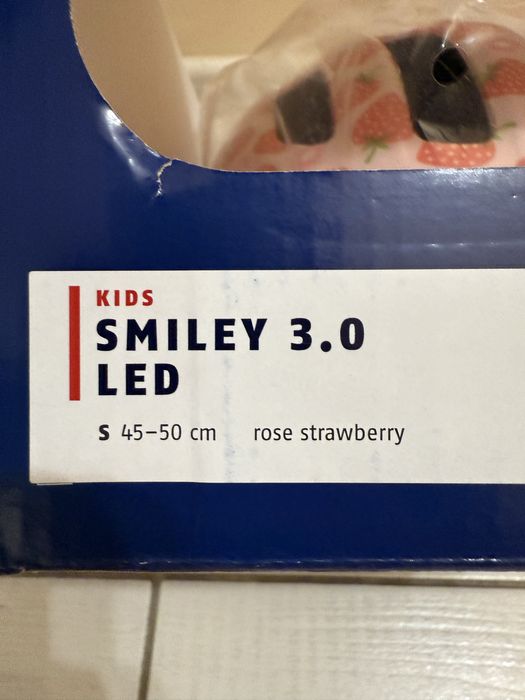 KIDS
SMILEY 3.0
LED
S 45–50 cm rose strawberry